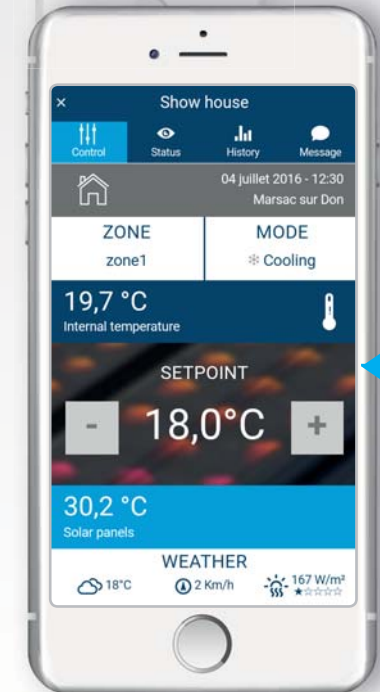 × Show house
Control Status History Message
04 juillet 2016 - 12:30
Marsac sur Don
ZONE MODE
zone1 Cooling
19,7 °C
Internal temperature
SETPOINT
- 18,0°C +
30,2 °C
Solar panels
WEATHER
18°C 2 Km/h 167 W/m²
★☆☆☆☆